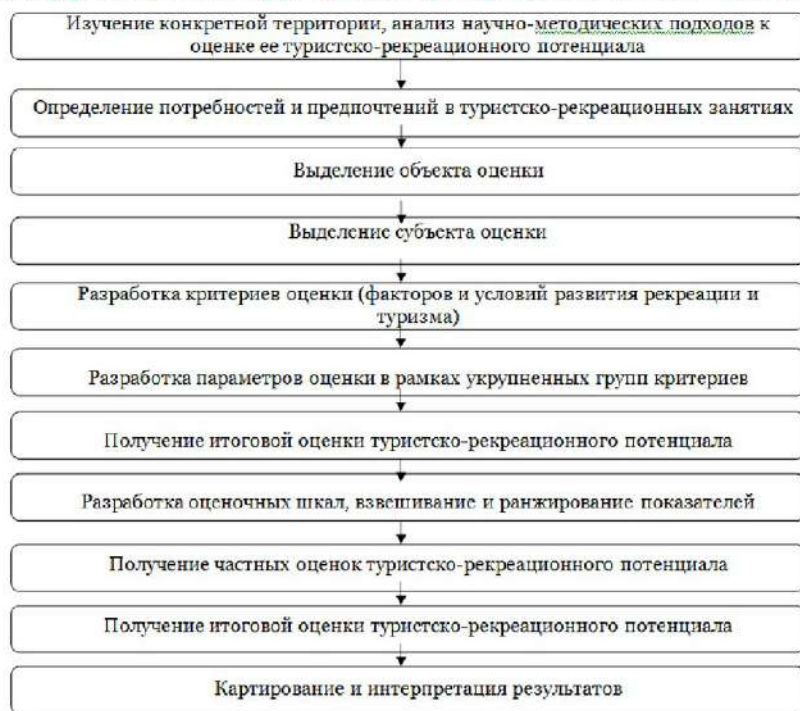 Изучение конкретной территории, анализ научно-методических подходов к
оценке ее туристско-рекреационного потенциала
Определение потребностей и предпочтений в туристско-рекреационных занятиях
Выделение объекта оценки
Выделение субъекта оценки
Разработка критериев оценки (факторов и условий развития рекреации и
туризма)
Разработка параметров оценки в рамках укрупненных групп критериев
Получение итоговой оценки туристско-рекреационного потенциала
Разработка оценочных шкал, взвешивание и ранжирование показателей
Получение частных оценок туристско-рекреационного потенциала
Получение итоговой оценки туристско-рекреационного потенциала
Картирование и интерпретация результатов